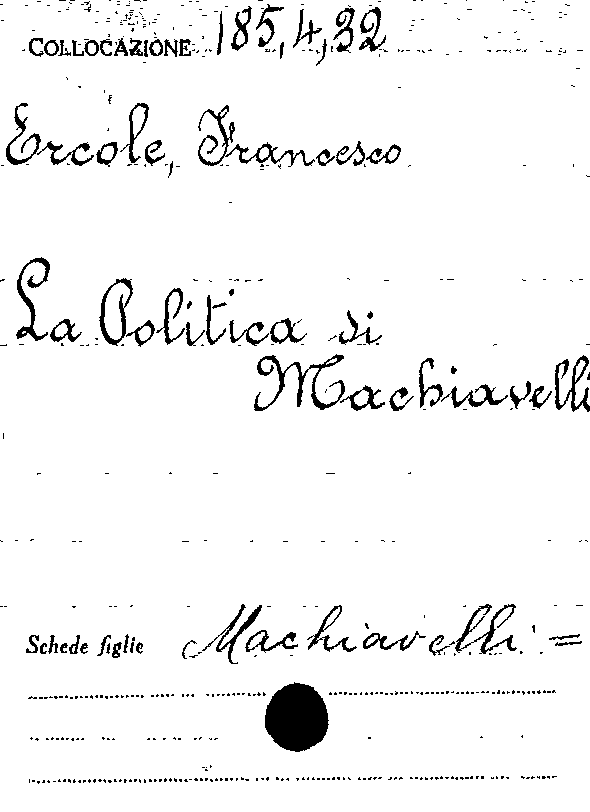 COLLOCAZIONE 185,4,32
Ercole, Francesco
La Politica di
Machiavelli
Schede figlie Machiavelli =